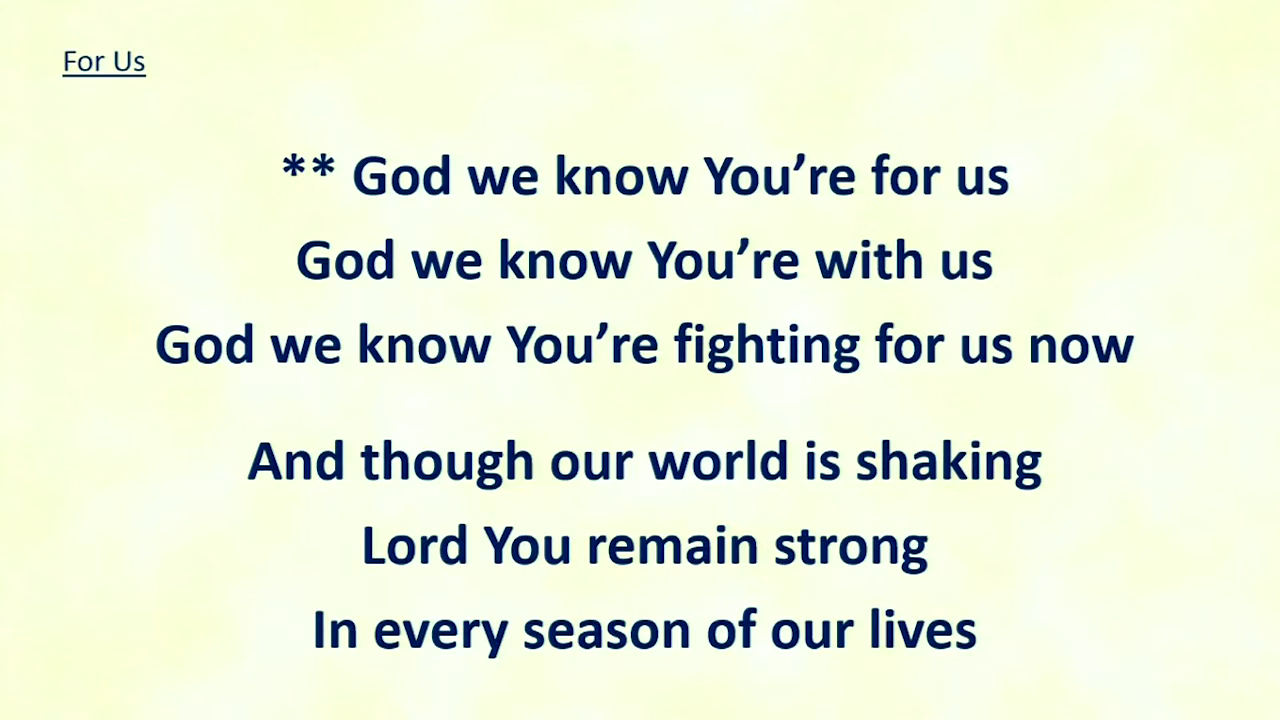 For Us
** God we know You’re for us
God we know You’re with us
God we know You’re fighting for us now
And though our world is shaking
Lord You remain strong
In every season of our lives